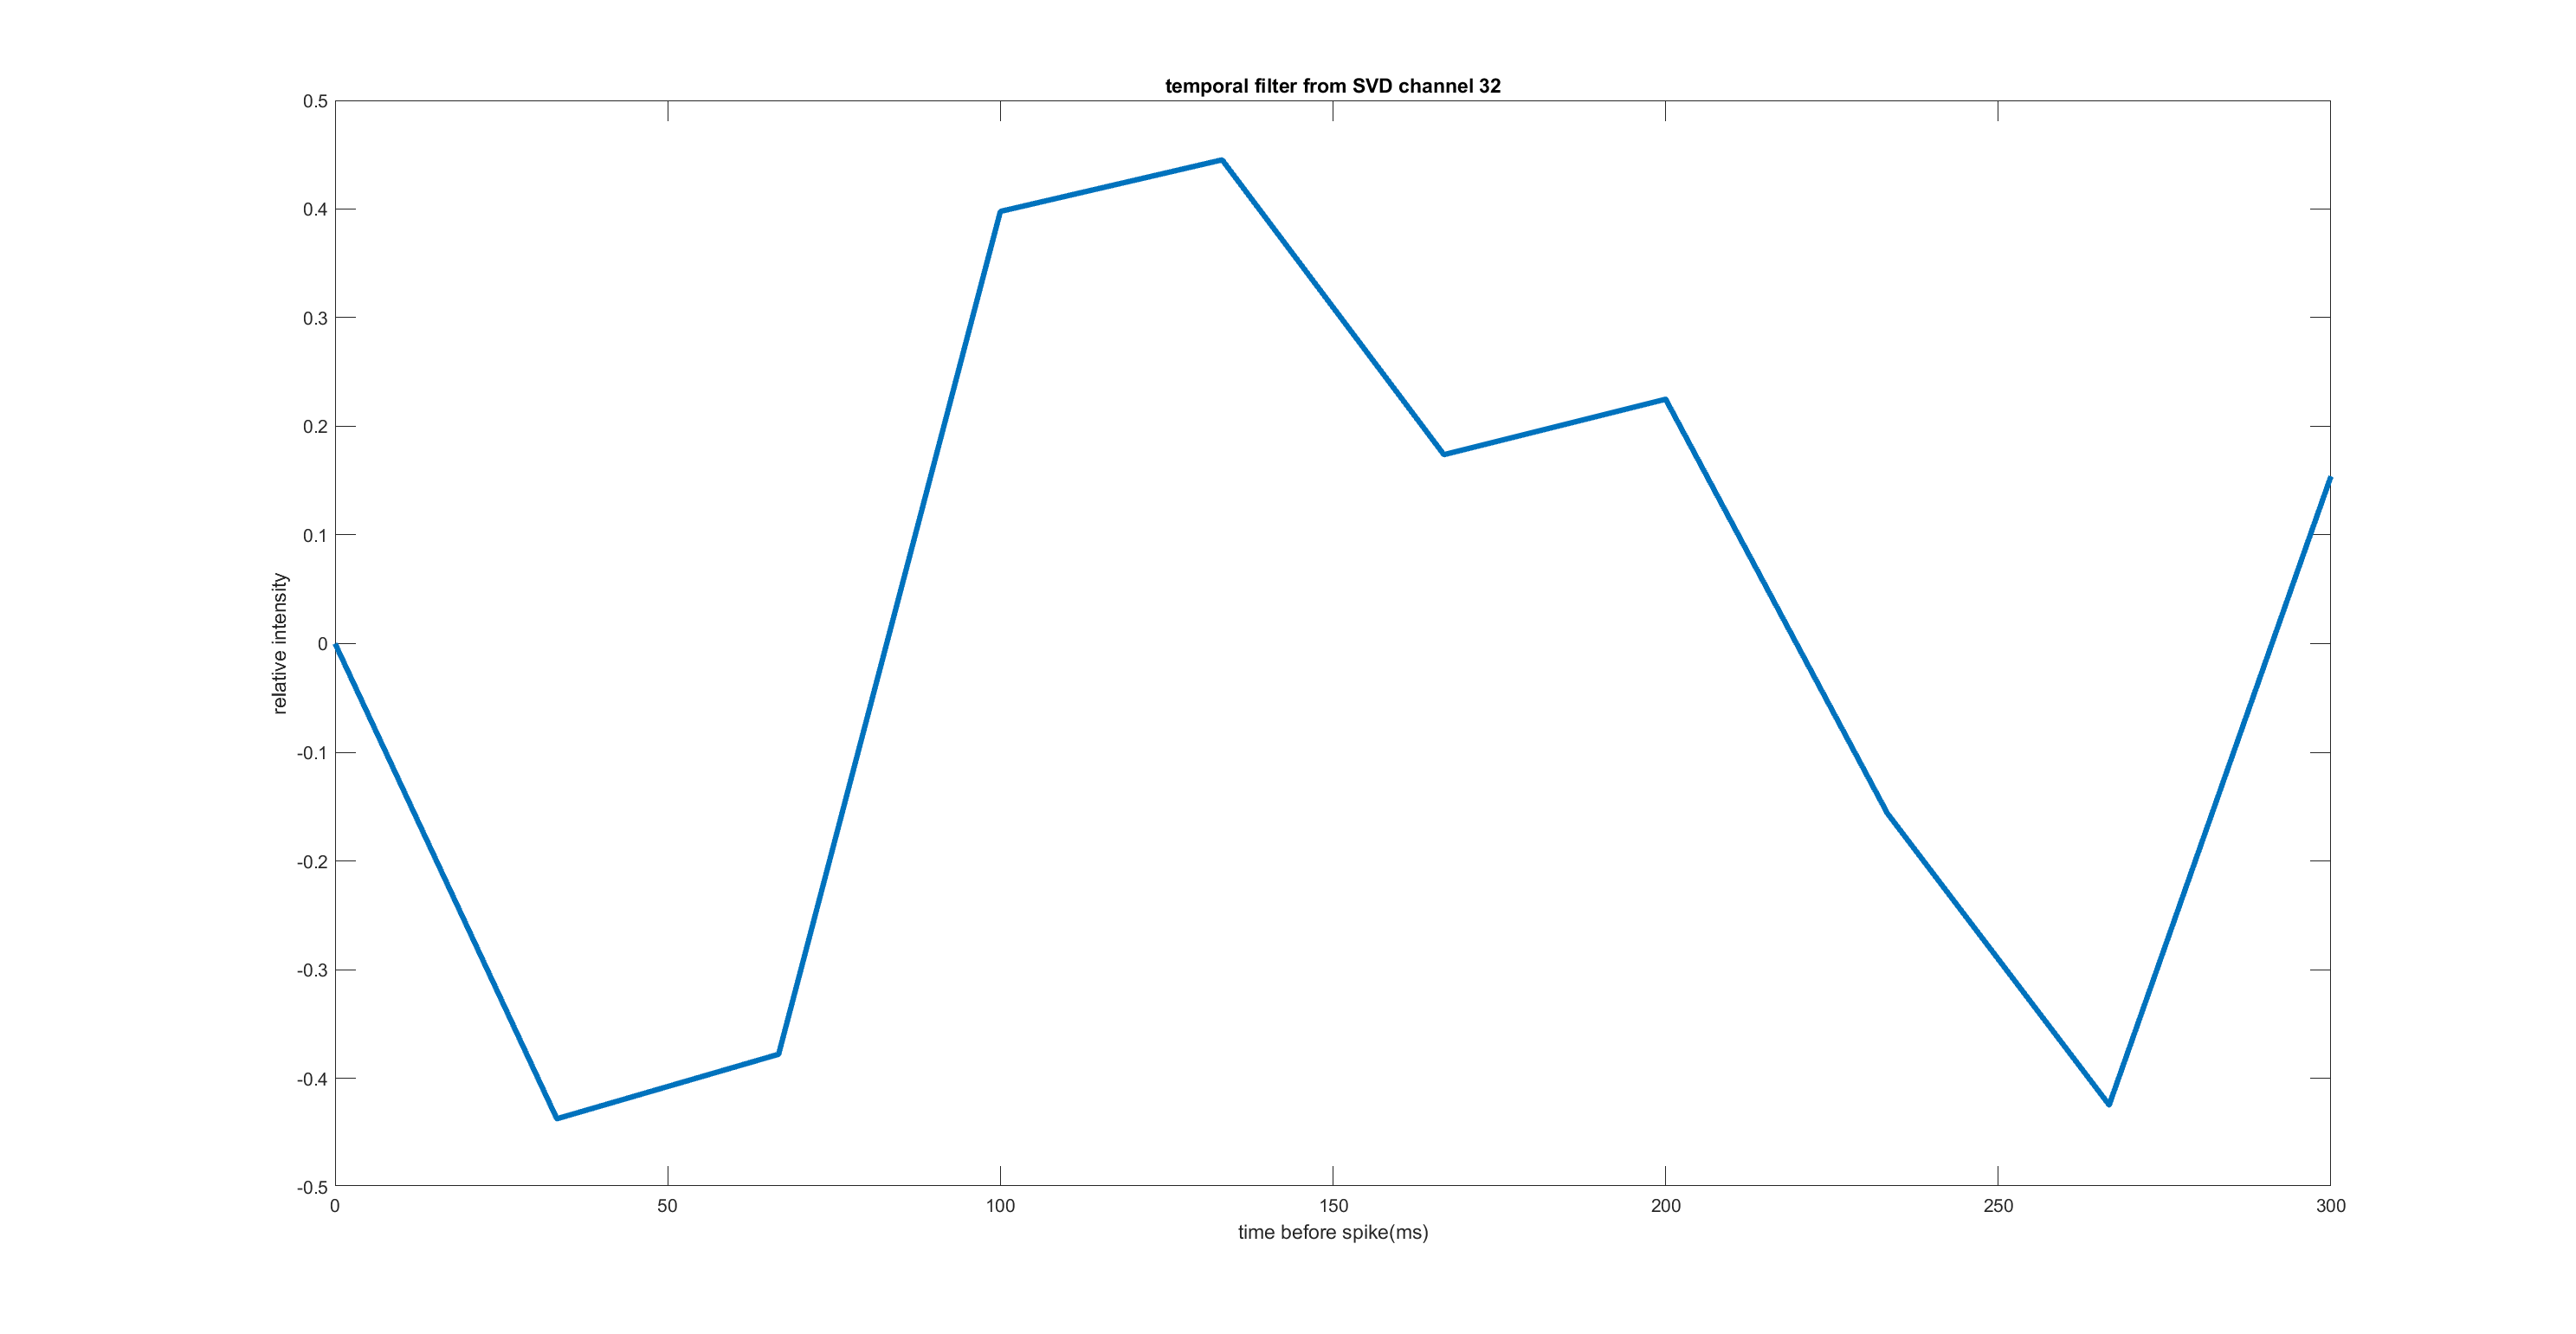 temporal filter from SVD channel 32
0.5
0.4
0.3
0.2
0.1
0
-0.1
-0.2
-0.3
-0.4
-0.5
relative intensity
0 50 100 150 200 250 300
time before spike(ms)